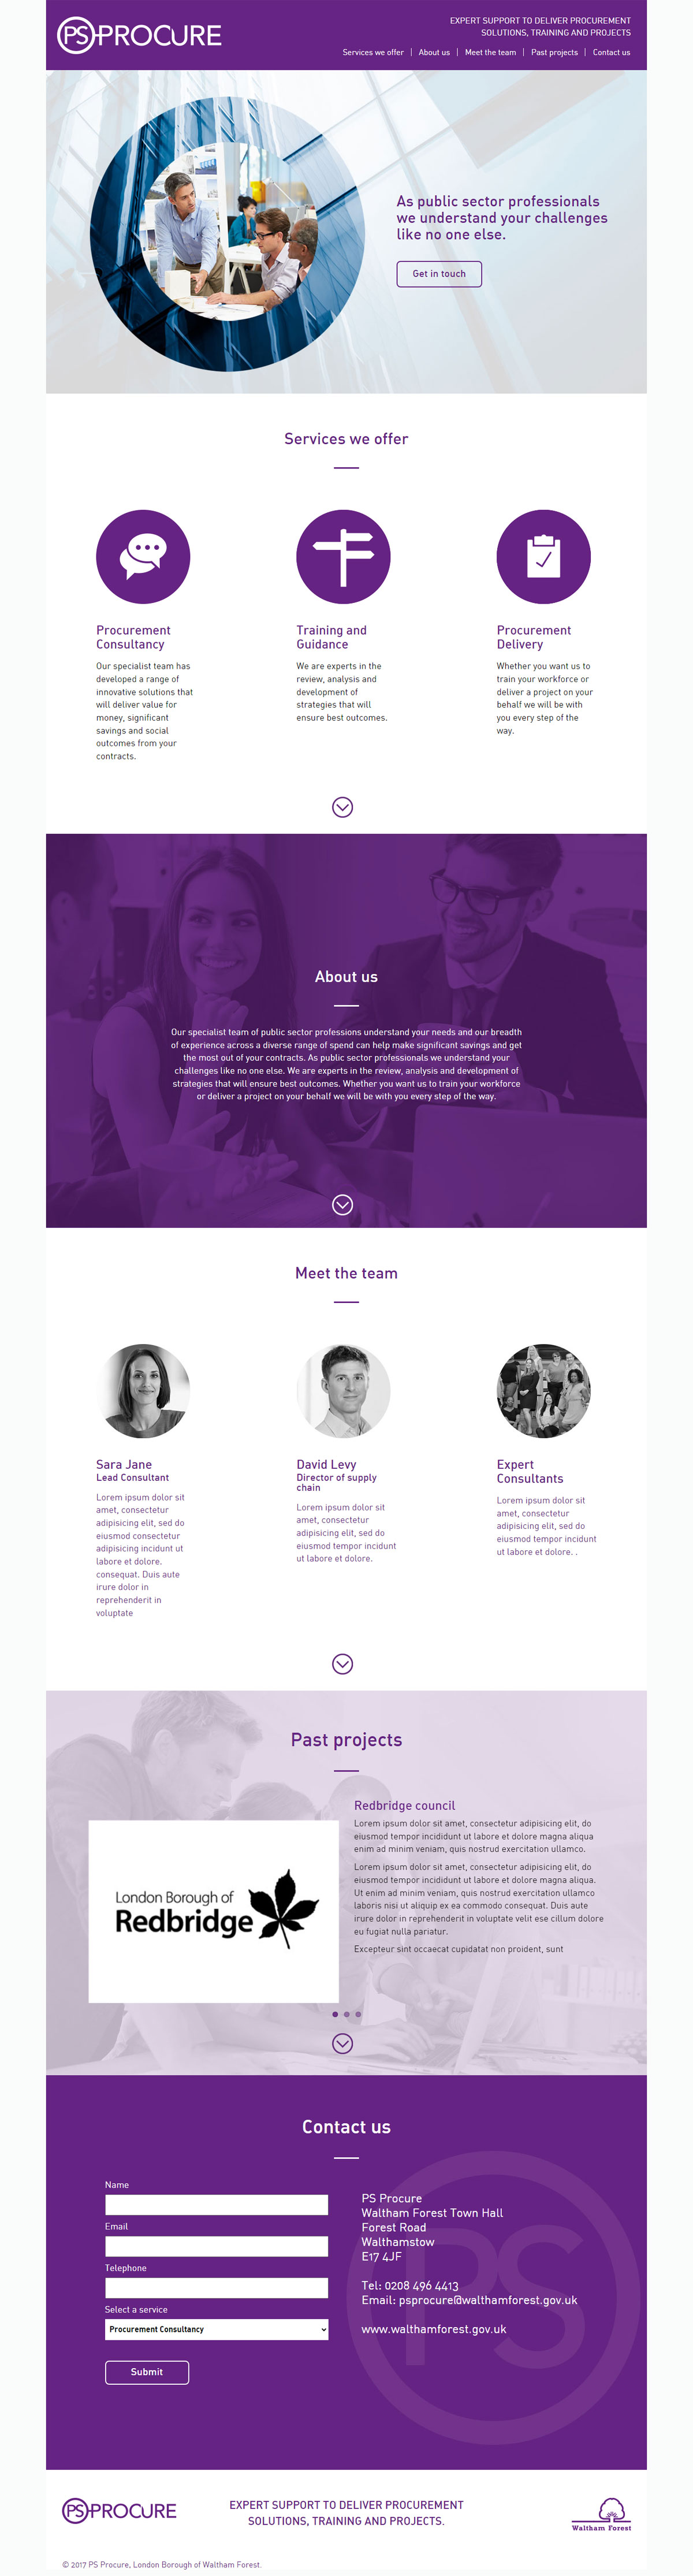 PS PROCURE
EXPERT SUPPORT TO DELIVER PROCUREMENT
SOLUTIONS, TRAINING AND PROJECTS
Services we offer | About us | Meet the team | Past projects | Contact us
As public sector professionals
we understand your challenges
like no one else.
Get in touch
Services we offer
Procurement
Consultancy
Our specialist team has
developed a range of
innovative solutions that
will deliver value for
money, significant
savings and social
outcomes from your
contracts.
Training and
Guidance
We are experts in the
review, analysis and
development of
strategies that will
ensure best outcomes.
Procurement
Delivery
Whether you want us to
train your workforce or
deliver a project on your
behalf we will be with
you every step of the
way.
About us
Our specialist team of public sector professions understand your needs and our breadth
of experience across a diverse range of spend can help make significant savings and get
the most out of your contracts. As public sector professionals we understand your
challenges like no one else. We are experts in the review, analysis and development of
strategies that will ensure best outcomes. Whether you want us to train your workforce
or deliver a project on your behalf we will be with you every step of the way.
Meet the team
Sara Jane
Lead Consultant
Lorem ipsum dolor sit
amet, consectetur
adipisicing elit, sed do
eiusmod consectetur
adipisicing incidunt ut
labore et dolore.
consequat. Duis aute
irure dolor in
reprehenderit in
voluptate
David Levy
Director of supply
chain
Lorem ipsum dolor sit
amet, consectetur
adipisicing elit, sed do
eiusmod tempor incidunt
ut labore et dolore.
Expert
Consultants
Lorem ipsum dolor sit
amet, consectetur
adipisicing elit, sed do
eiusmod tempor incidunt
ut labore et dolore. .
Past projects
London Borough of
Redbridge
Redbridge council
Lorem ipsum dolor sit amet, consectetur adipisicing elit, do
eiusmod tempor incididunt ut labore et dolore magna aliqua
enim ad minim veniam, quis nostrud exercitation ullamco.
Lorem ipsum dolor sit amet, consectetur adipisicing elit, do
eiusmod tempor incididunt ut labore et dolore magna aliqua.
Ut enim ad minim veniam, quis nostrud exercitation ullamco
laboris nisi ut aliquip ex ea commodo consequat. Duis aute
irure dolor in reprehenderit in voluptate velit ese cillum dolore
eu fugiat nulla pariatur.
Excepteur sint occaecat cupidatat non proident, sunt
Contact us
Name
Email
Telephone
Select a service
Procurement Consultancy
Submit
PS
PS Procure
Waltham Forest Town Hall
Forest Road
Walthamstow
E17 4JF
Tel: 0208 496 4413
Email: psprocure@walthamforest.gov.uk
www.walthamforest.gov.uk
PS PROCURE
EXPERT SUPPORT TO DELIVER PROCUREMENT
SOLUTIONS, TRAINING AND PROJECTS.
Waltham Forest
© 2017 PS Procure, London Borough of Waltham Forest.